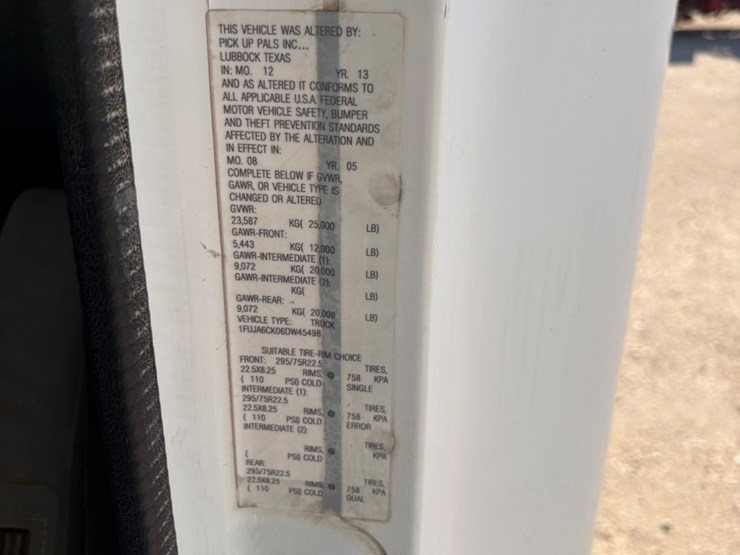 THIS VEHICLE WAS ALTERED BY:
PICK UP PALS INC...
LUBBOCK TEXAS
IN: MO. 12 YR. 13
AND AS ALTERED IT CONFORMS TO
ALL APPLICABLE U.S.A. FEDERAL
MOTOR VEHICLE SAFETY, BUMPER
AND THEFT PREVENTION STANDARDS
AFFECTED BY THE ALTERATION AND
IN EFFECT IN:
MO. 08 YR. 05
COMPLETE BELOW IF GVWR,
GAWR, OR VEHICLE TYPE IS
CHANGED OR ALTERED
GVWR:
23,587 KG( 25,000 LB)
GAWR-FRONT:
5,443 KG( 12,000 LB)
GAWR-INTERMEDIATE (1):
9,072 KG( 20,000 LB)
GAWR-INTERMEDIATE (2):
KG( LB)
GAWR-REAR: --
9,072 KG( 20,000 LB)
VEHICLE TYPE: TRUCK
1FUJA6CK06DW45498
SUITABLE TIRE-RIM CHOICE
FRONT: 295/75R22.5 TIRES,
22.5X8.25 RIMS, @ 758 KPA
( 110 PSI) COLD SINGLE
INTERMEDIATE (1):
295/75R22.5 TIRES,
22.5X8.25 RIMS, @ 758 KPA
( 110 PSI) COLD ERROR
INTERMEDIATE (2):
TIRES,
RIMS, @ KPA
( PSI) COLD
REAR:
295/75R22.5 TIRES,
22.5X8.25 RIMS, @ 758 KPA
( 110 PSI) COLD DUAL